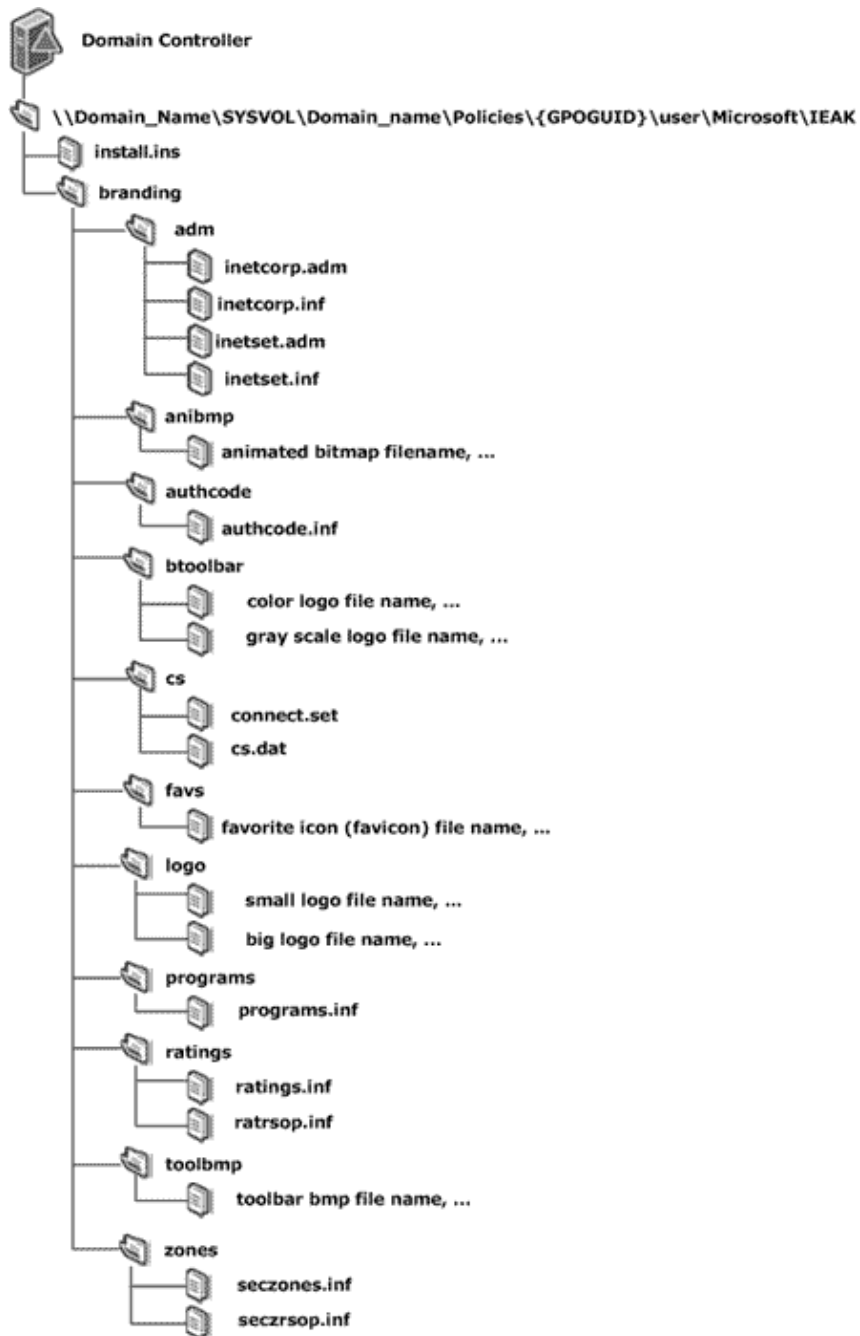 Domain Controller
\\Domain_Name\SYSVOL\Domain_name\Policies\{GPOGUID}\user\Microsoft\IEAK
install.ins
branding
adm
inetcorp.adm
inetcorp.inf
inetset.adm
inetset.inf
anibmp
animated bitmap filename, ...
authcode
authcode.inf
btoolbar
color logo file name, ...
gray scale logo file name, ...
cs
connect.set
cs.dat
favs
favorite icon (favicon) file name, ...
logo
small logo file name, ...
big logo file name, ...
programs
programs.inf
ratings
ratings.inf
ratrsop.inf
toolbmp
toolbar bmp file name, ...
zones
seczones.inf
seczrsop.inf